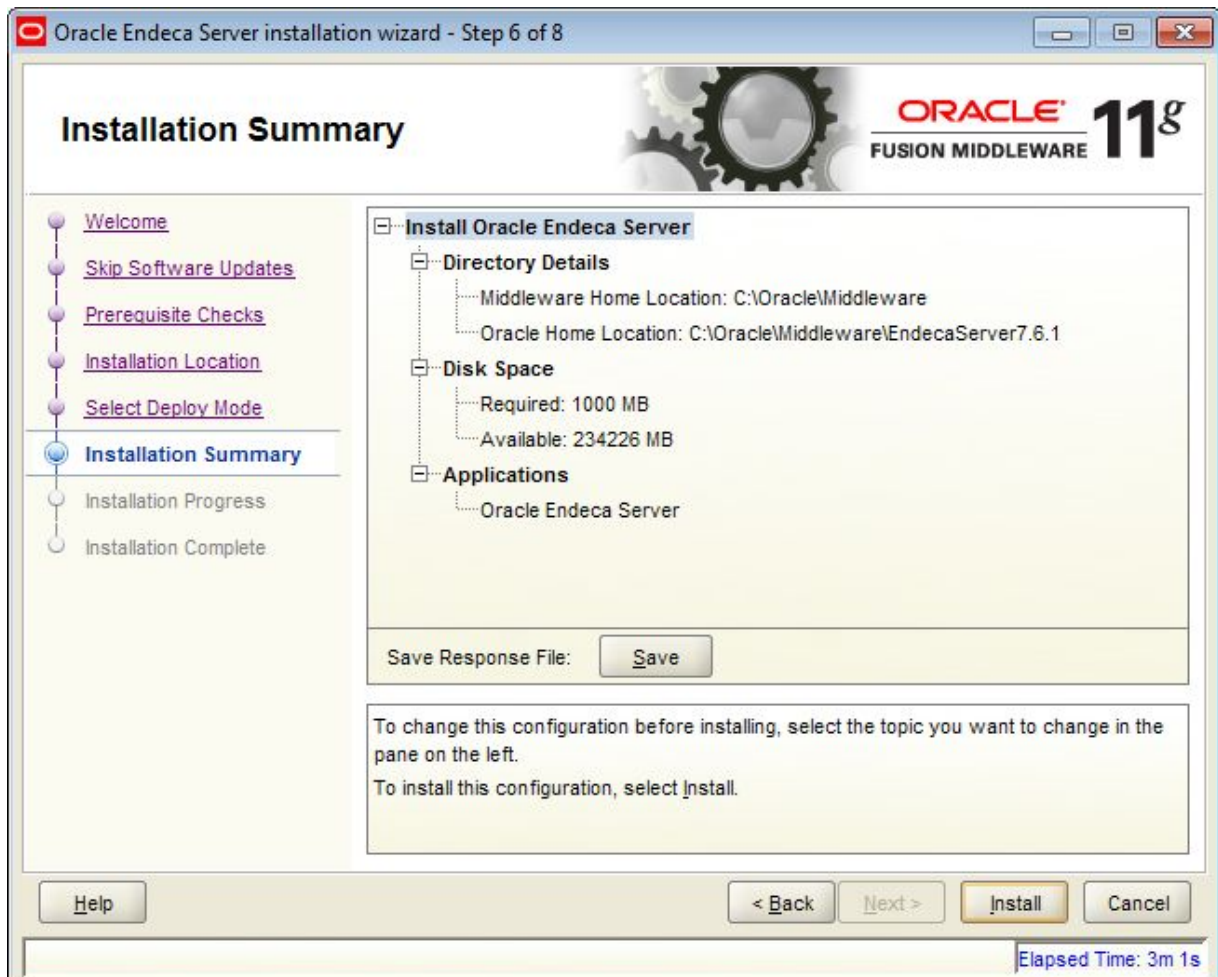 Oracle Endeca Server installation wizard - Step 6 of 8
Installation Summary
ORACLE
FUSION MIDDLEWARE
11g
Welcome
Skip Software Updates
Prerequisite Checks
Installation Location
Select Deploy Mode
Installation Summary
Installation Progress
Installation Complete
Install Oracle Endeca Server
Directory Details
Middleware Home Location: C:\Oracle\Middleware
Oracle Home Location: C:\Oracle\Middleware\EndecaServer7.6.1
Disk Space
Required: 1000 MB
Available: 234226 MB
Applications
Oracle Endeca Server
Save Response File: Save
To change this configuration before installing, select the topic you want to change in the
pane on the left.
To install this configuration, select Install.
Help < Back Next > Install Cancel
Elapsed Time: 3m 1s